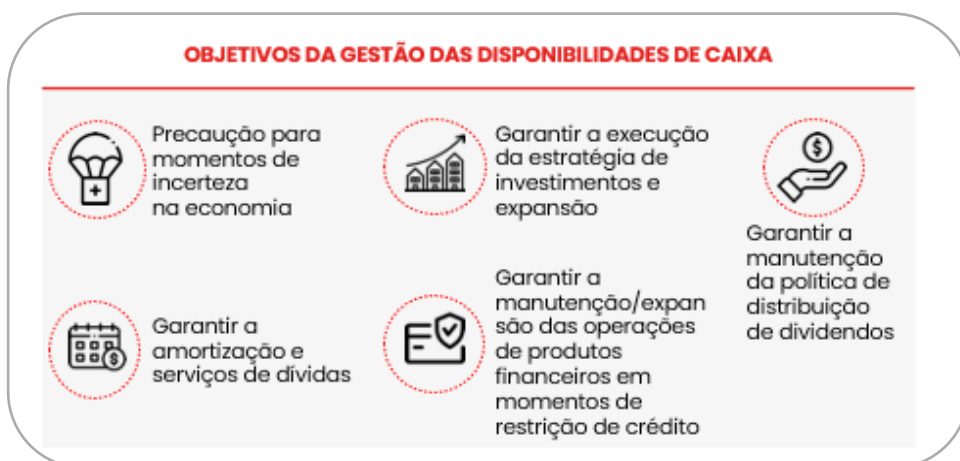 OBJETIVOS DA GESTÃO DAS DISPONIBILIDADES DE CAIXA
Precaução para
momentos de
incerteza
na economia
Garantir a execução
da estratégia de
investimentos e
expansão
Garantir a
manutenção
da política de
distribuição
de dividendos
Garantir a
amortização e
serviços de dívidas
Garantir a
manutenção/expan
são das operações
de produtos
financeiros em
momentos de
restrição de crédito